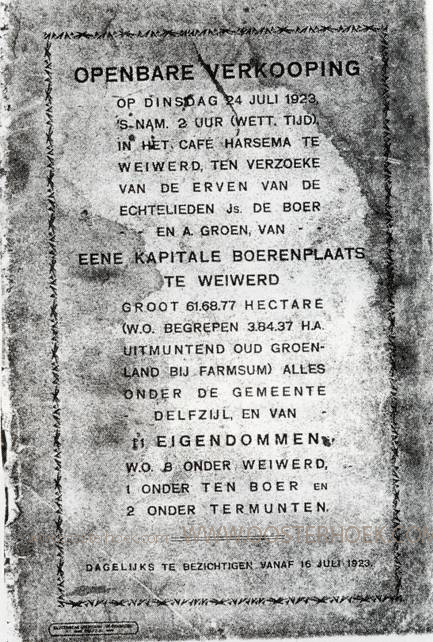 OPENBARE VERKOOPING
OP DINSDAG 24 JULI 1923,
'S-NAM. 2 UUR (WETT. TIJD),
IN HET CAFÉ HARSEMA TE
WEIWERD, TEN VERZOEKE
VAN DE ERVEN VAN DE
ECHTELIEDEN Js. DE BOER
- - EN A. GROEN, VAN - -
EENE KAPITALE BOERENPLAATS
TE WEIWERD
GROOT 61.68.77 HECTARE
(W.O. BEGREPEN 3.84.37 H.A.
UITMUNTEND OUD GROEN-
LAND BIJ FARMSUM) ALLES
ONDER DE GEMEENTE
- DELFZIJL, EN VAN -
11 EIGENDOMMEN,
W.O. 8 ONDER WEIWERD,
1 ONDER TEN BOER EN
2 ONDER TERMUNTEN.
DAGELIJKS TE BEZICHTIGEN VANAF 16 JULI 1923.